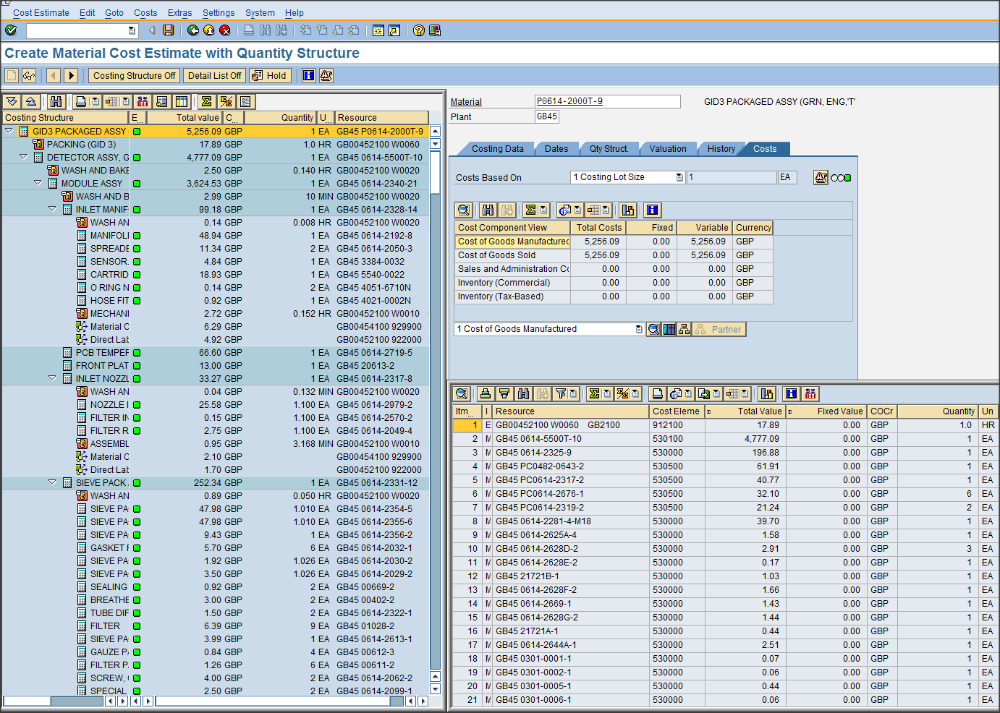 Cost Estimate Edit Goto Costs Extras Settings System Help
Create Material Cost Estimate with Quantity Structure
Costing Structure Off Detail List Off Hold
Costing Structure E... Total value C... Quantity U... Resource
GID3 PACKAGED ASSY 5,256.09 GBP 1 EA GB45 P0614-2000T-9
PACKING (GID 3) 17.89 GBP 1.0 HR GB00452100 W0060
DETECTOR ASSY, G 4,777.09 GBP 1 EA GB45 0614-5500T-10
WASH AND BAKE 2.50 GBP 0.140 HR GB00452100 W0020
MODULE ASSY 3,624.53 GBP 1 EA GB45 0614-2340-21
WASH AND B 2.99 GBP 10 MIN GB00452100 W0020
INLET MANIF 99.18 GBP 1 EA GB45 0614-2328-14
WASH AN 0.14 GBP 0.008 HR GB00452100 W0020
MANIFOL 48.94 GBP 1 EA GB45 0614-2192-8
SPREADE 11.34 GBP 2 EA GB45 0614-2050-3
SENSOR. 4.84 GBP 1 EA GB45 3384-0032
CARTRID 18.93 GBP 1 EA GB45 5540-0022
O RING N 0.14 GBP 2 EA GB45 4051-6710N
HOSE FIT 0.92 GBP 1 EA GB45 4021-0002N
MECHANI 2.72 GBP 0.152 HR GB00452100 W0010
Material C 6.29 GBP GB00454100 929900
Direct Lab 4.92 GBP GB00452100 922000
PCB TEMPER 66.60 GBP 1 EA GB45 0614-2719-5
FRONT PLAT 13.00 GBP 1 EA GB45 20613-2
INLET NOZZL 33.27 GBP 1 EA GB45 0614-2317-8
WASH AN 0.04 GBP 0.132 MIN GB00452100 W0020
NOZZLE I 25.58 GBP 1.100 EA GB45 0614-2979-2
FILTER IN 0.15 GBP 1.100 EA GB45 0614-2570-2
FILTER R 2.75 GBP 1.100 EA GB45 0614-2049-4
ASSEMBL 0.95 GBP 3.168 MIN GB00452100 W0010
Material C 2.10 GBP GB00454100 929900
Direct Lab 1.70 GBP GB00452100 922000
SIEVE PACK 252.34 GBP 1 EA GB45 0614-2331-12
WASH AN 0.89 GBP 0.050 HR GB00452100 W0020
SIEVE PA 47.98 GBP 1.010 EA GB45 0614-2354-5
SIEVE PA 47.98 GBP 1.010 EA GB45 0614-2355-6
SIEVE PA 9.43 GBP 1 EA GB45 0614-2356-2
GASKET F 5.70 GBP 6 EA GB45 0614-2032-1
SIEVE PA 1.92 GBP 1.026 EA GB45 0614-2030-2
SIEVE PA 3.50 GBP 1.026 EA GB45 0614-2029-2
SEALING 0.92 GBP 2 EA GB45 00669-2
BREATHE 3.00 GBP 2 EA GB45 00402-2
TUBE DIF 1.50 GBP 2 EA GB45 0614-2322-1
FILTER 6.39 GBP 9 EA GB45 01028-2
SIEVE PA 3.99 GBP 1 EA GB45 0614-2613-1
GAUZE P 0.84 GBP 4 EA GB45 00612-3
FILTER P 1.26 GBP 6 EA GB45 00611-2
SCREW, 4.00 GBP 2 EA GB45 0614-2062-2
SPECIAL 2.50 GBP 2 EA GB45 0614-2099-1
Material P0614-2000T-9 GID3 PACKAGED ASSY (GRN, ENG,'T'
Plant GB45
Costing Data Dates Qty Struct. Valuation History Costs
Costs Based On 1 Costing Lot Size 1 EA
Cost Component View Total Costs Fixed Variable Currency
Cost of Goods Manufactured 5,256.09 0.00 5,256.09 GBP
Cost of Goods Sold 5,256.09 0.00 5,256.09 GBP
Sales and Administration Co 0.00 0.00 0.00 GBP
Inventory (Commercial) 0.00 0.00 0.00 GBP
Inventory (Tax-Based) 0.00 0.00 0.00 GBP
1 Cost of Goods Manufactured Partner
Itm... I Resource Cost Eleme Σ Total Value Σ Fixed Value COCr Quantity Un
1 E GB00452100 W0060 GB2100 912100 17.89 0.00 GBP 1.0 HR
2 M GB45 0614-5500T-10 530100 4,777.09 0.00 GBP 1 EA
3 M GB45 0614-2325-9 530000 196.88 0.00 GBP 1 EA
4 M GB45 PC0482-0643-2 530500 61.91 0.00 GBP 1 EA
5 M GB45 PC0614-2317-2 530500 40.77 0.00 GBP 1 EA
6 M GB45 PC0614-2676-1 530500 32.10 0.00 GBP 6 EA
7 M GB45 PC0614-2319-2 530500 21.24 0.00 GBP 2 EA
8 M GB45 0614-2281-4-M18 530000 39.70 0.00 GBP 1 EA
9 M GB45 0614-2625A-4 530000 1.58 0.00 GBP 1 EA
10 M GB45 0614-2628D-2 530000 2.91 0.00 GBP 3 EA
11 M GB45 0614-2628E-2 530000 0.17 0.00 GBP 1 EA
12 M GB45 21721B-1 530000 1.03 0.00 GBP 1 EA
13 M GB45 0614-2628F-2 530000 1.66 0.00 GBP 1 EA
14 M GB45 0614-2669-1 530000 1.43 0.00 GBP 1 EA
15 M GB45 0614-2628G-2 530000 1.44 0.00 GBP 1 EA
16 M GB45 21721A-1 530000 0.44 0.00 GBP 1 EA
17 M GB45 0614-2644A-1 530000 2.51 0.00 GBP 1 EA
18 M GB45 0301-0001-1 530000 0.07 0.00 GBP 1 EA
19 M GB45 0301-0002-1 530000 0.06 0.00 GBP 1 EA
20 M GB45 0301-0005-1 530000 0.44 0.00 GBP 1 EA
21 M GB45 0301-0006-1 530000 0.06 0.00 GBP 1 EA